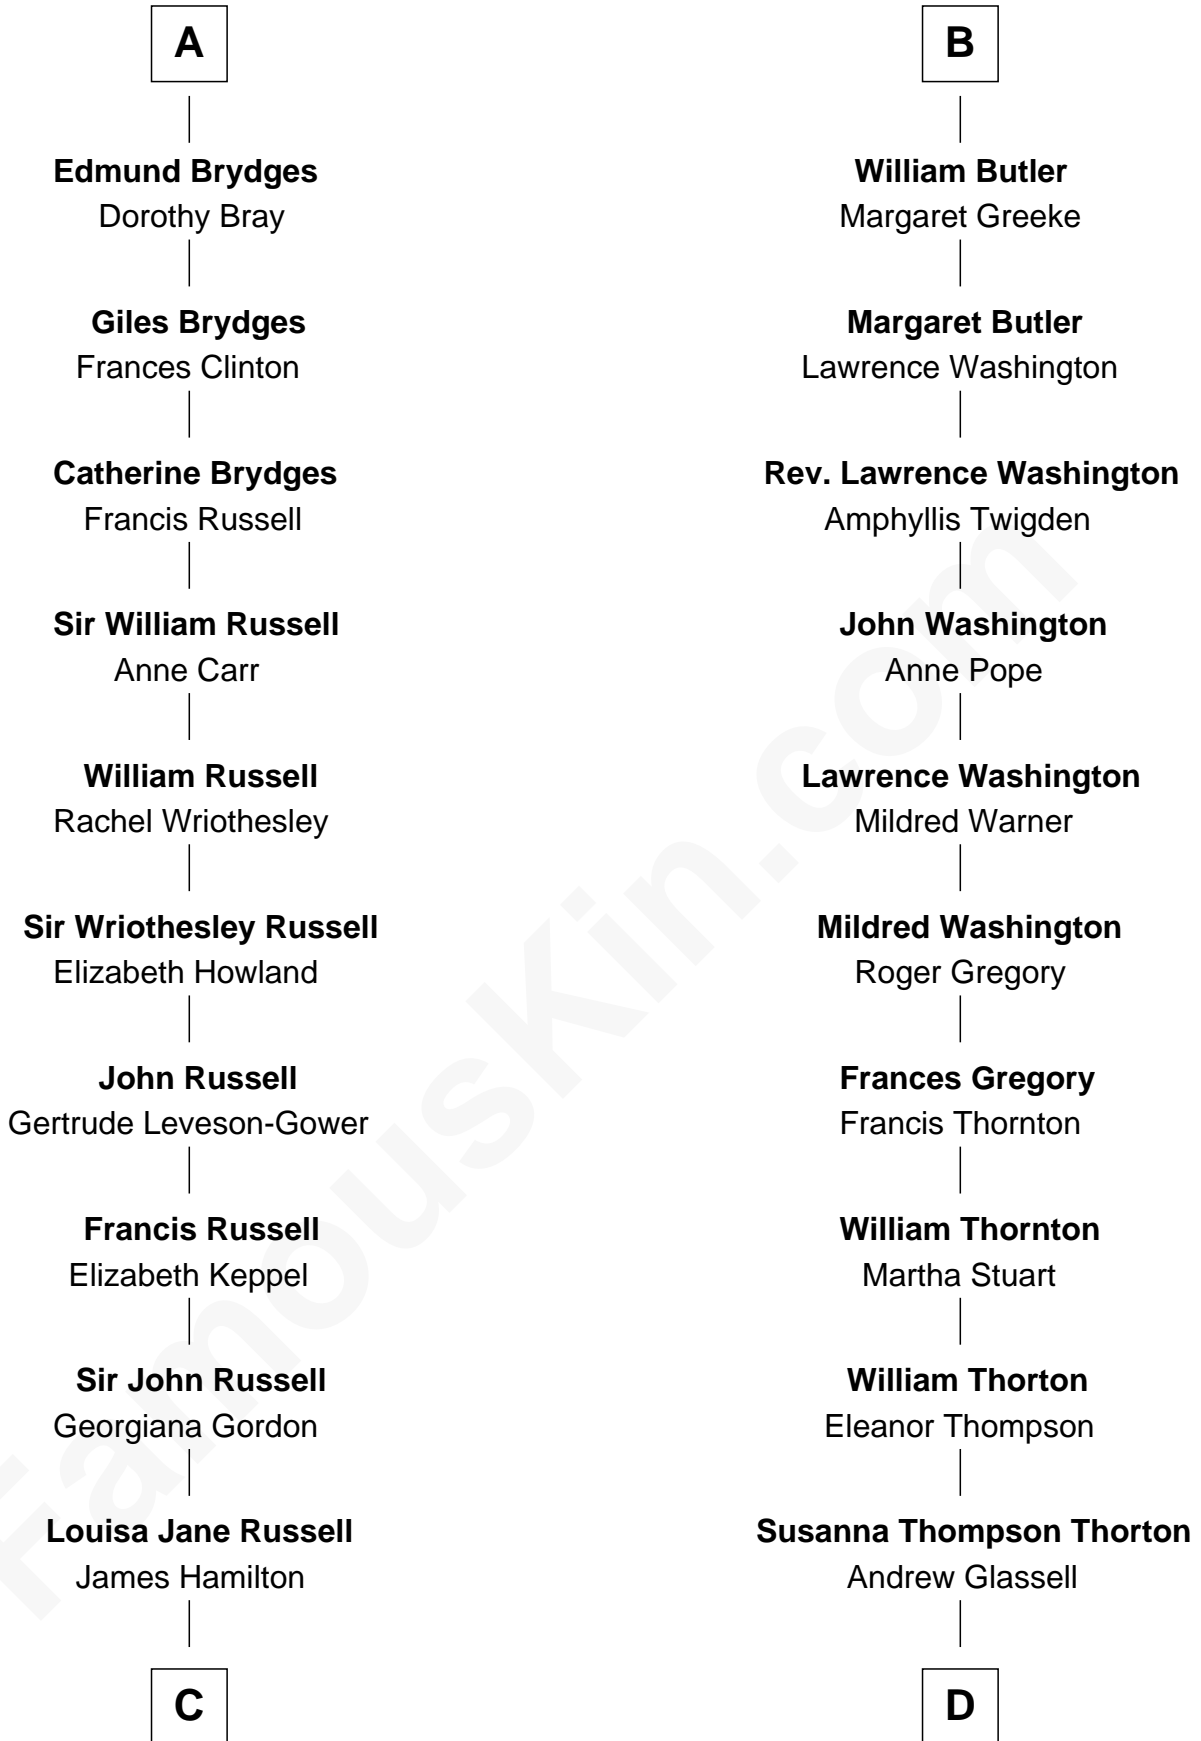 A
Edmund Brydges
Dorothy Bray
Giles Brydges
Frances Clinton
Catherine Brydges
Francis Russell
Sir William Russell
Anne Carr
William Russell
Rachel Wriothesley
Sir Wriothesley Russell
Elizabeth Howland
John Russell
Gertrude Leveson-Gower
Francis Russell
Elizabeth Keppel
Sir John Russell
Georgiana Gordon
Louisa Jane Russell
James Hamilton
C
B
William Butler
Margaret Greeke
Margaret Butler
Lawrence Washington
Rev. Lawrence Washington
Amphyllis Twigden
John Washington
Anne Pope
Lawrence Washington
Mildred Warner
Mildred Washington
Roger Gregory
Frances Gregory
Francis Thornton
William Thornton
Martha Stuart
William Thorton
Eleanor Thompson
Susanna Thompson Thorton
Andrew Glassell
D
FamousKin.com